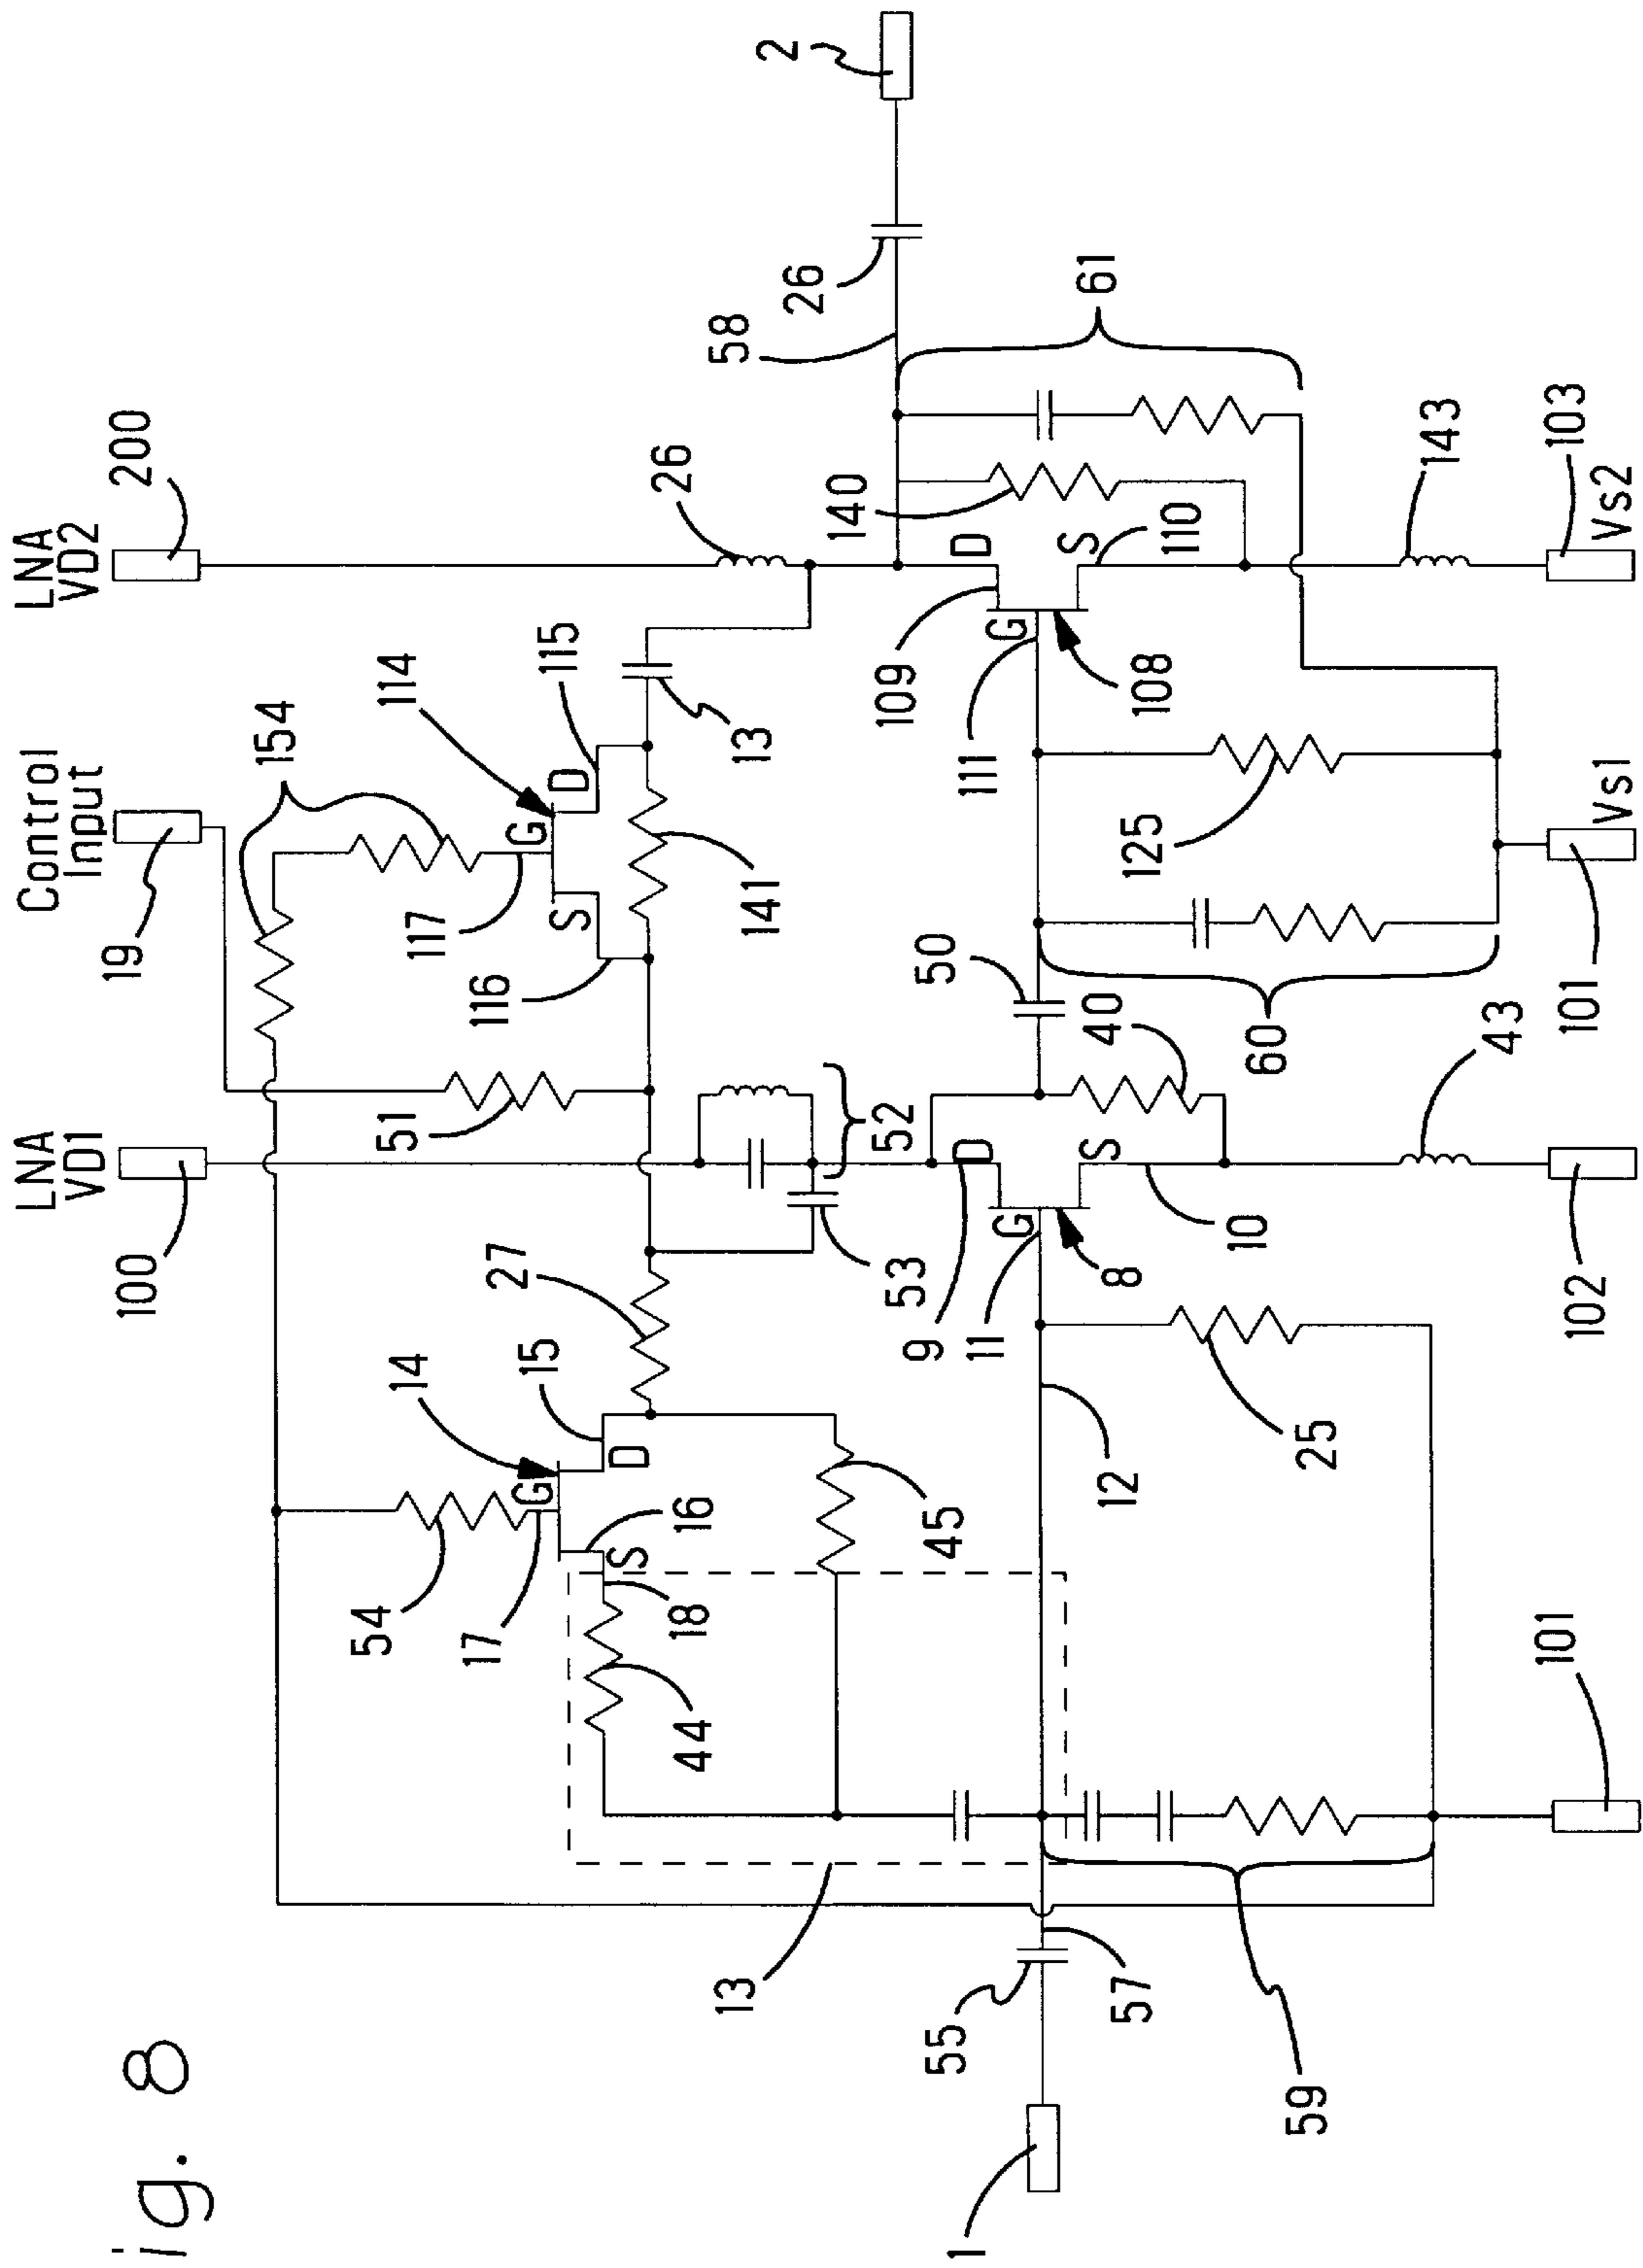 LNA
VD2
200
Control
Input
19
154
LNA
VD1
100
114
115
G
D
S
117
116
13
141
26
2
26
58
61
140
D
S
G
109
110
111
108
143
103
Vs2
125
Vs1
101
50
40
60
43
51
52
53
27
14
15
G
D
16
S
54
17
18
44
45
D
S
G
9
11
8
10
102
12
25
101
13
55
57
59
1
ig. 8